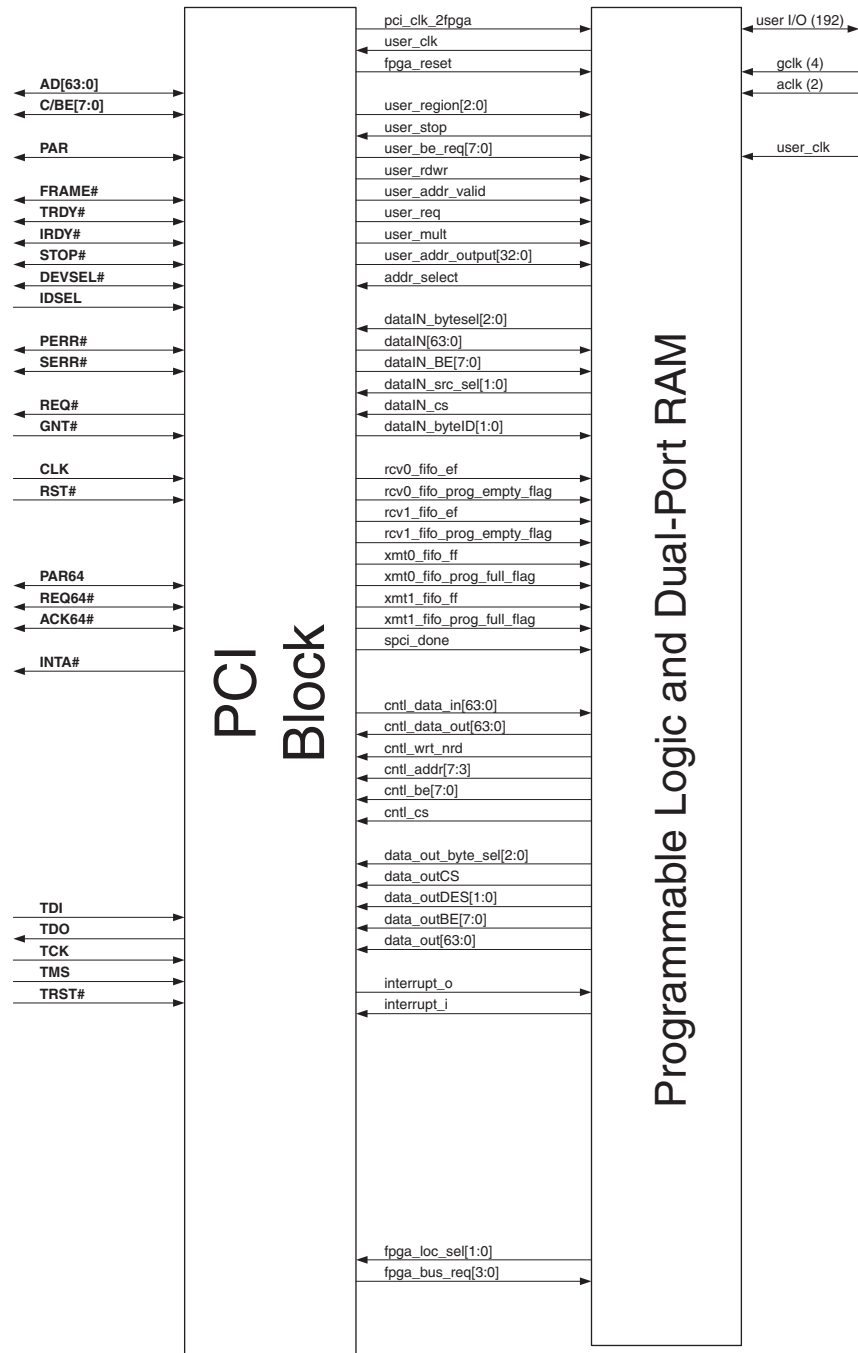 pci_clk_2fpga
user_clk
fpga_reset
user_region[2:0]
user_stop
user_be_req[7:0]
user_rdwr
user_addr_valid
user_req
user_mult
user_addr_output[32:0]
addr_select
dataIN_bytesel[2:0]
dataIN[63:0]
dataIN_BE[7:0]
dataIN_src_sel[1:0]
dataIN_cs
dataIN_byteID[1:0]
rcv0_fifo_ef
rcv0_fifo_prog_empty_flag
rcv1_fifo_ef
rcv1_fifo_prog_empty_flag
xmt0_fifo_ff
xmt0_fifo_prog_full_flag
xmt1_fifo_ff
xmt1_fifo_prog_full_flag
spci_done
cntl_data_in[63:0]
cntl_data_out[63:0]
cntl_wrt_nrd
cntl_addr[7:3]
cntl_be[7:0]
cntl_cs
data_out_byte_sel[2:0]
data_outCS
data_outDES[1:0]
data_outBE[7:0]
data_out[63:0]
interrupt_o
interrupt_i
fpga_loc_sel[1:0]
fpga_bus_req[3:0]
AD[63:0]
C/BE[7:0]
PAR
FRAME#
TRDY#
IRDY#
STOP#
DEVSEL#
IDSEL
PERR#
SERR#
REQ#
GNT#
CLK
RST#
PAR64
REQ64#
ACK64#
INTA#
TDI
TDO
TCK
TMS
TRST#
PCI
Block
Programmable Logic and Dual-Port RAM
user I/O (192)
gclk (4)
aclk (2)
user_clk